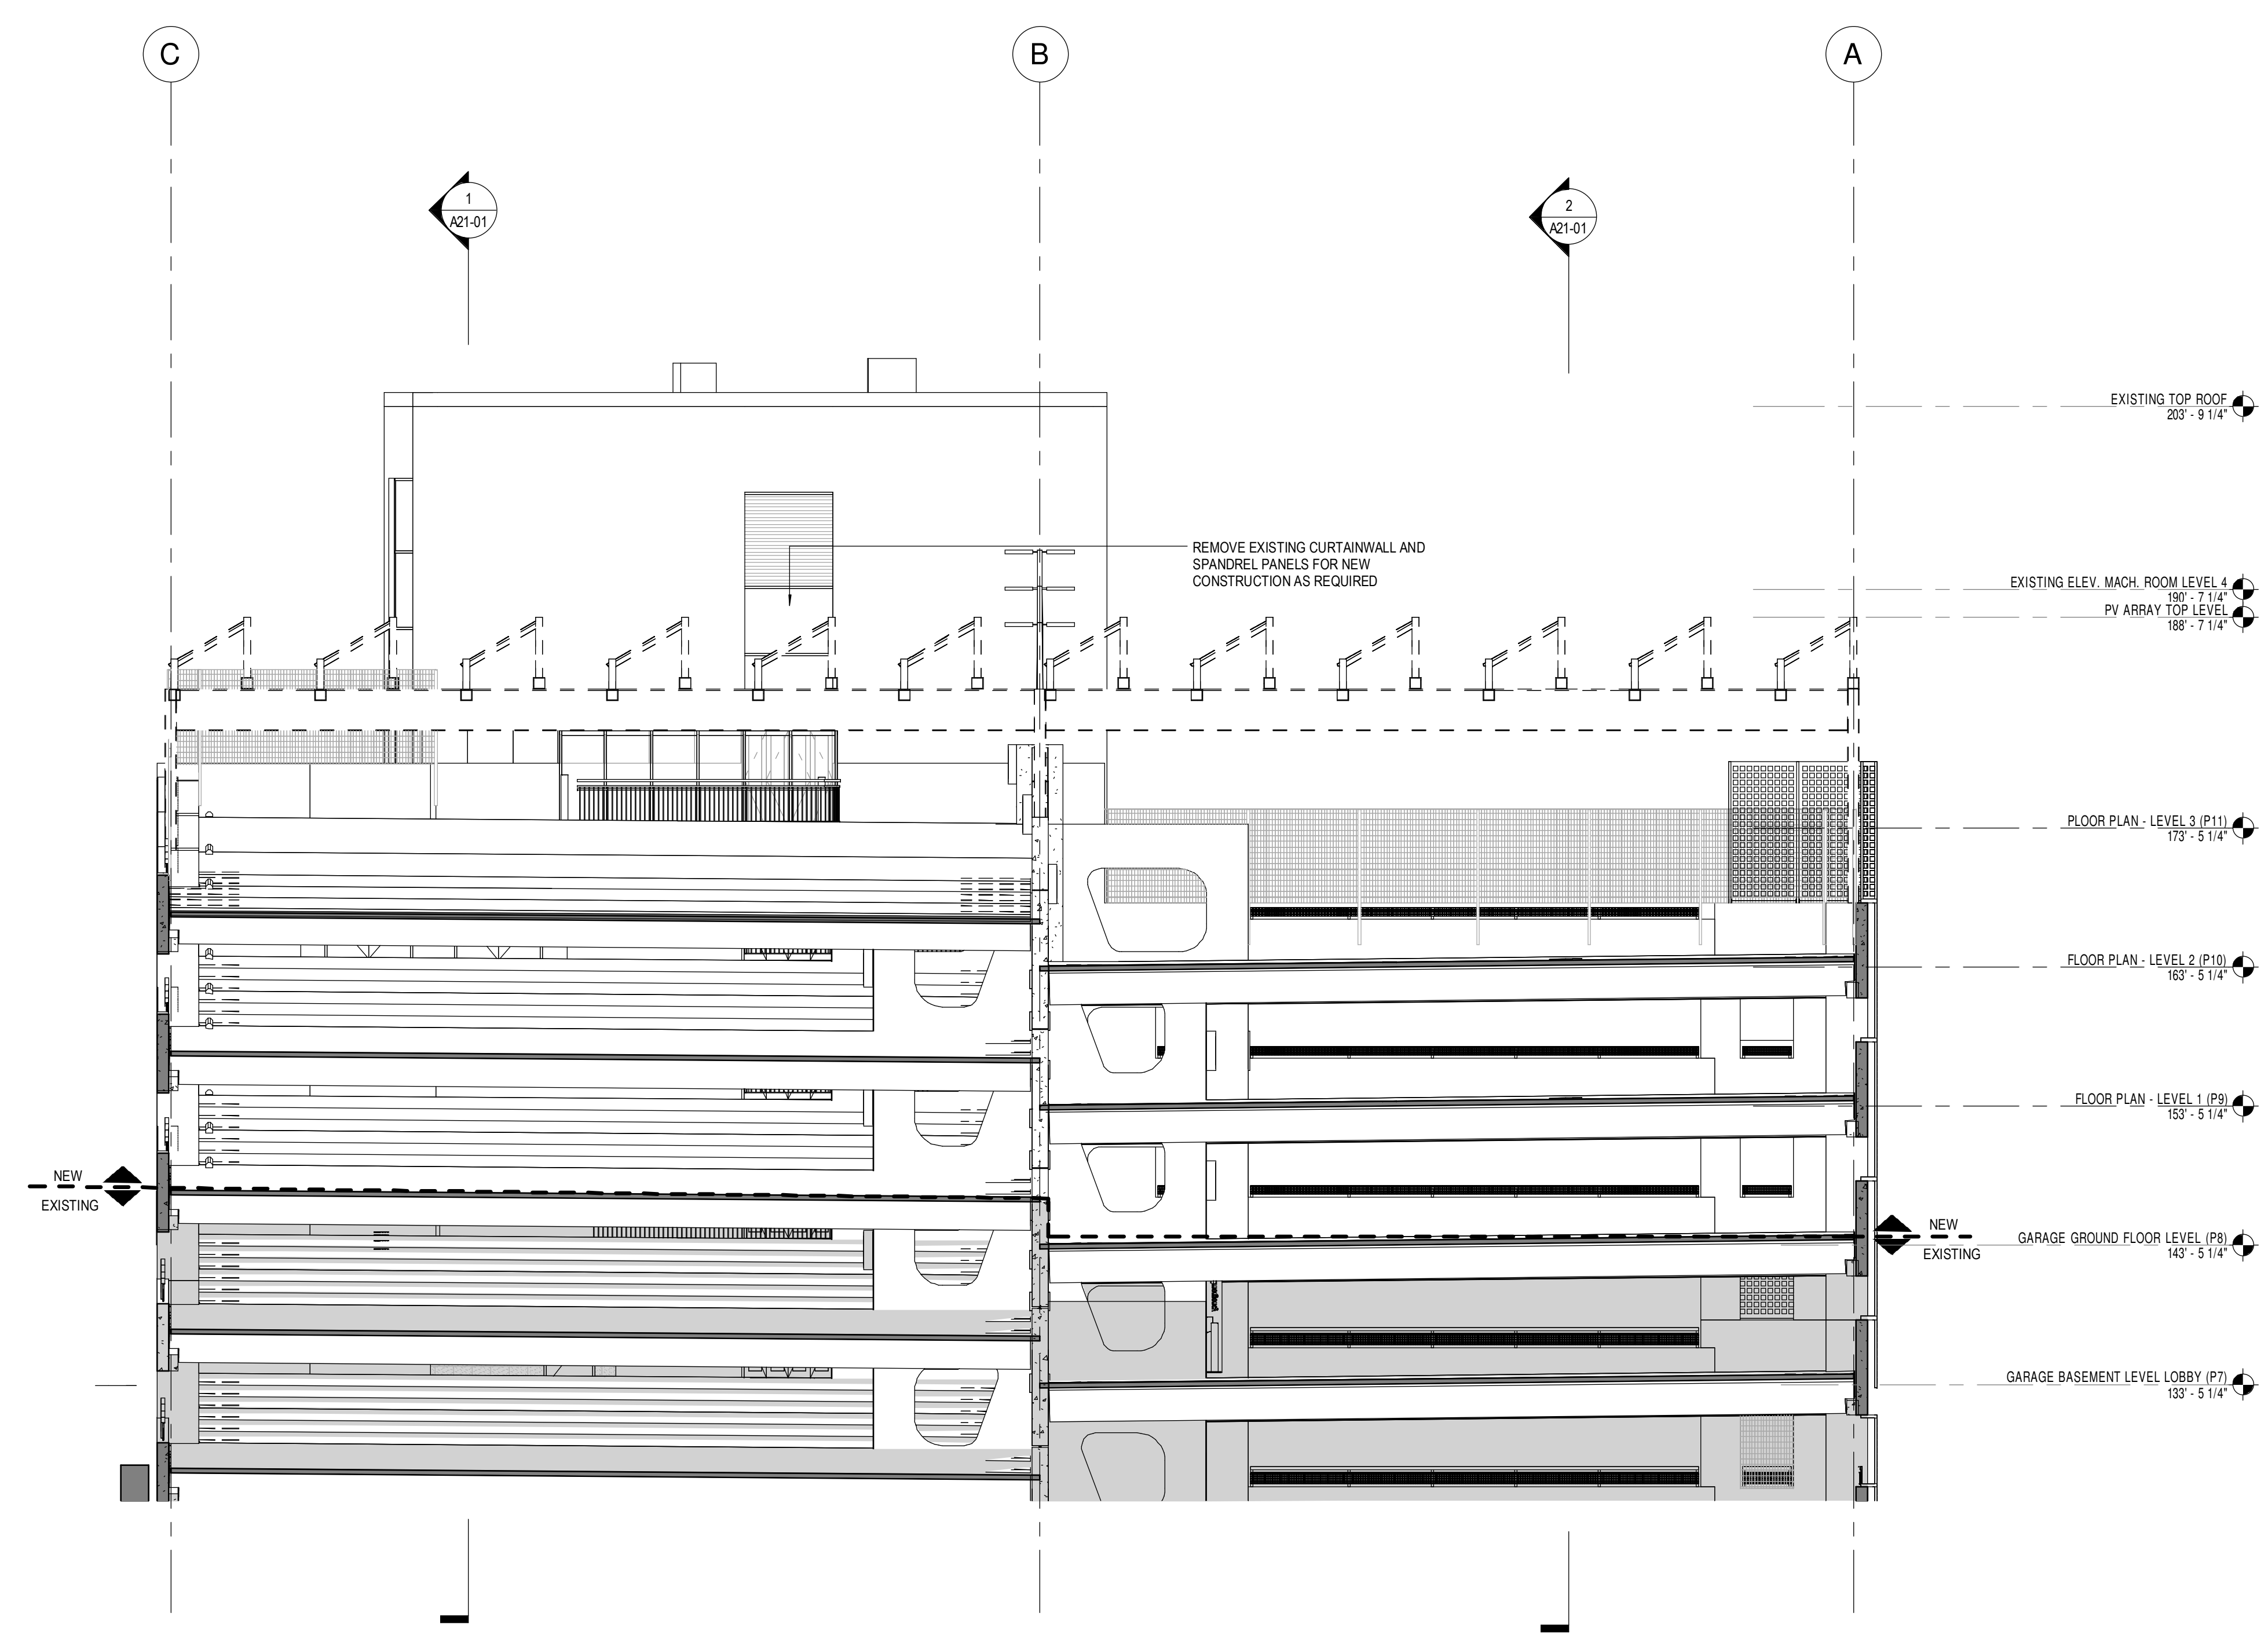 C
B
A
1
A21-01
2
A21-01
EXISTING TOP ROOF
203' - 9 1/4"
REMOVE EXISTING CURTAINWALL AND
SPANDREL PANELS FOR NEW
CONSTRUCTION AS REQUIRED
EXISTING ELEV. MACH. ROOM LEVEL 4
190' - 7 1/4"
PV ARRAY TOP LEVEL
188' - 7 1/4"
PLOOR PLAN - LEVEL 3 (P11)
173' - 5 1/4"
FLOOR PLAN - LEVEL 2 (P10)
163' - 5 1/4"
FLOOR PLAN - LEVEL 1 (P9)
153' - 5 1/4"
NEW
EXISTING
NEW
EXISTING
GARAGE GROUND FLOOR LEVEL (P8)
143' - 5 1/4"
GARAGE BASEMENT LEVEL LOBBY (P7)
133' - 5 1/4"